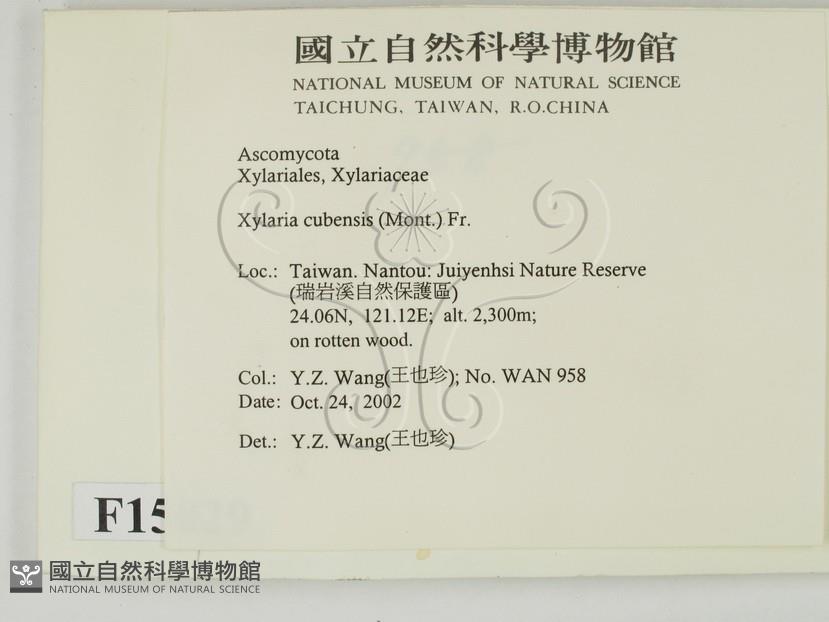 國立自然科學博物館
NATIONAL MUSEUM OF NATURAL SCIENCE
TAICHUNG, TAIWAN, R.O.CHINA
Ascomycota
Xylariales, Xylariaceae
Xylaria cubensis (Mont.) Fr.
Loc.: Taiwan. Nantou: Juiyenhsi Nature Reserve
(瑞岩溪自然保護區)
24.06N, 121.12E; alt. 2,300m;
on rotten wood.
Col.: Y.Z. Wang(王也珍); No. WAN 958
Date: Oct. 24, 2002
Det.: Y.Z. Wang(王也珍)
F15
國立自然科學博物館
NATIONAL MUSEUM OF NATURAL SCIENCE